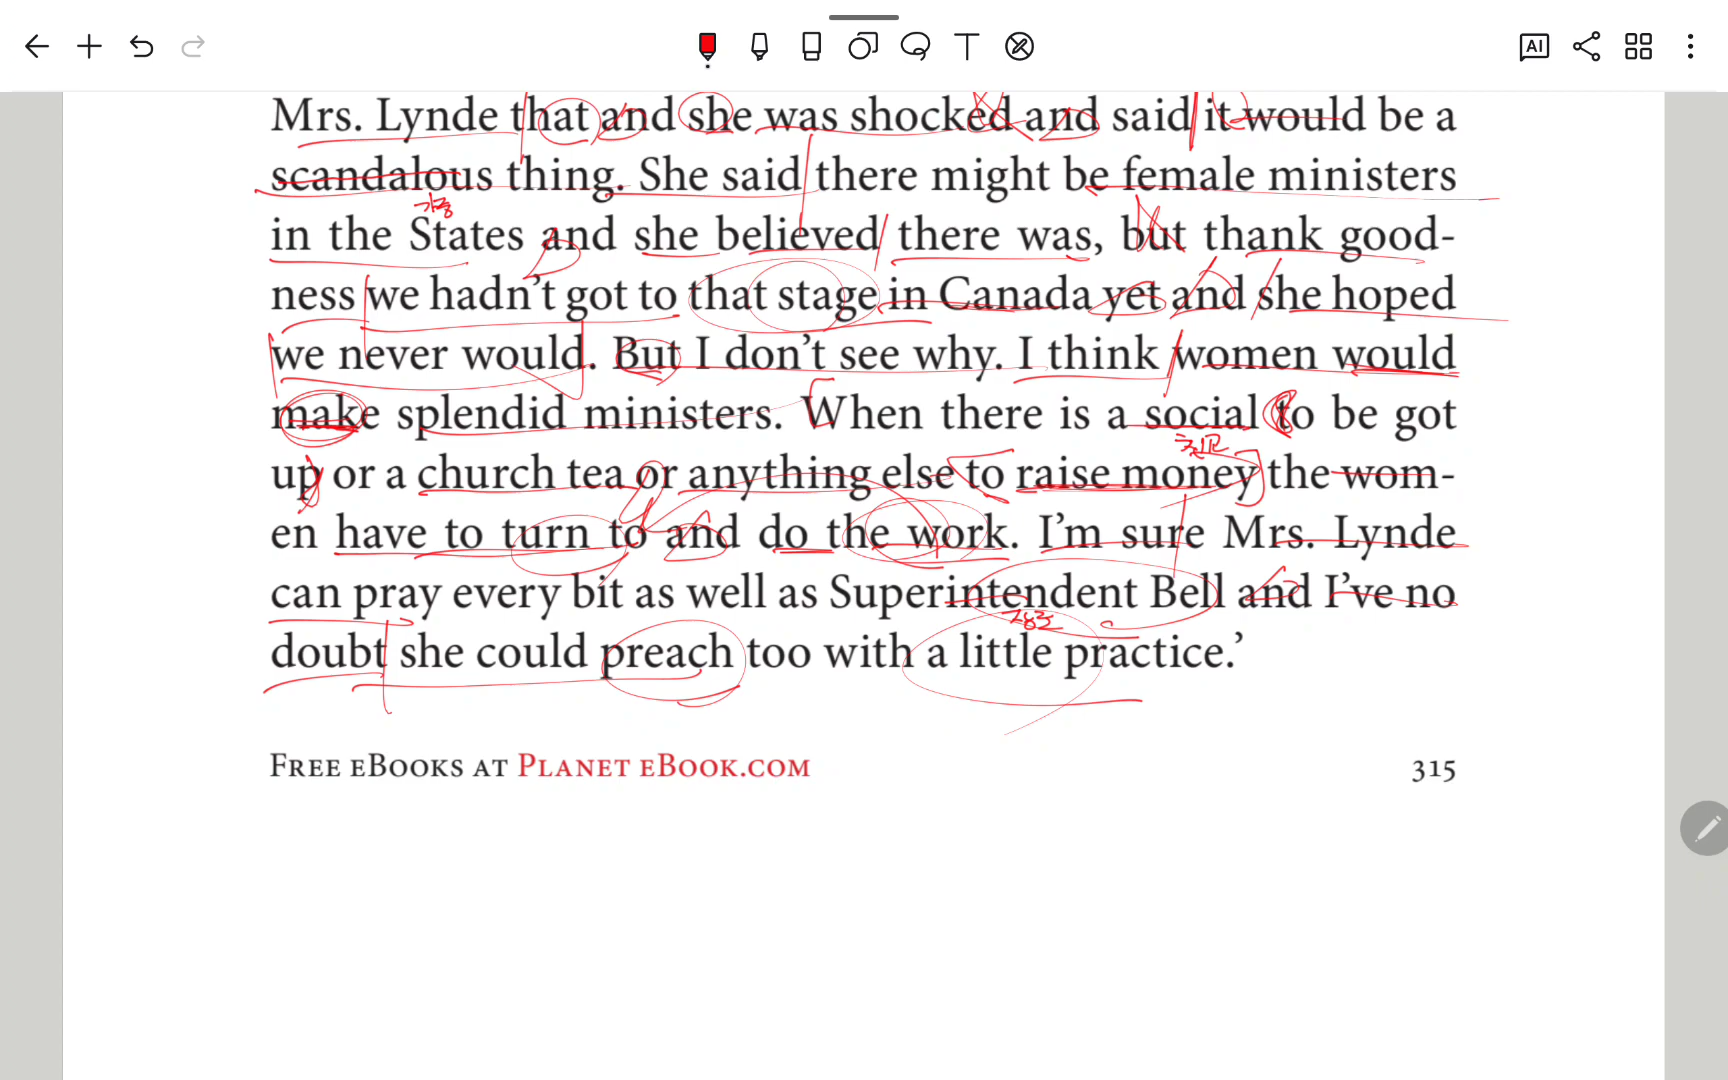 AI
Mrs. Lynde that and she was shocked and said it would be a
scandalous thing. She said there might be female ministers
in the States and she believed there was, but thank good-
ness we hadn't got to that stage in Canada yet and she hoped
we never would. But I don't see why. I think women would
make splendid ministers. When there is a social to be got
up or a church tea or anything else to raise money the wom-
en have to turn to and do the work. I'm sure Mrs. Lynde
can pray every bit as well as Superintendent Bell and I've no
doubt she could preach too with a little practice.'
FREE EBOOKS AT PLANET EBOOK.COM
315